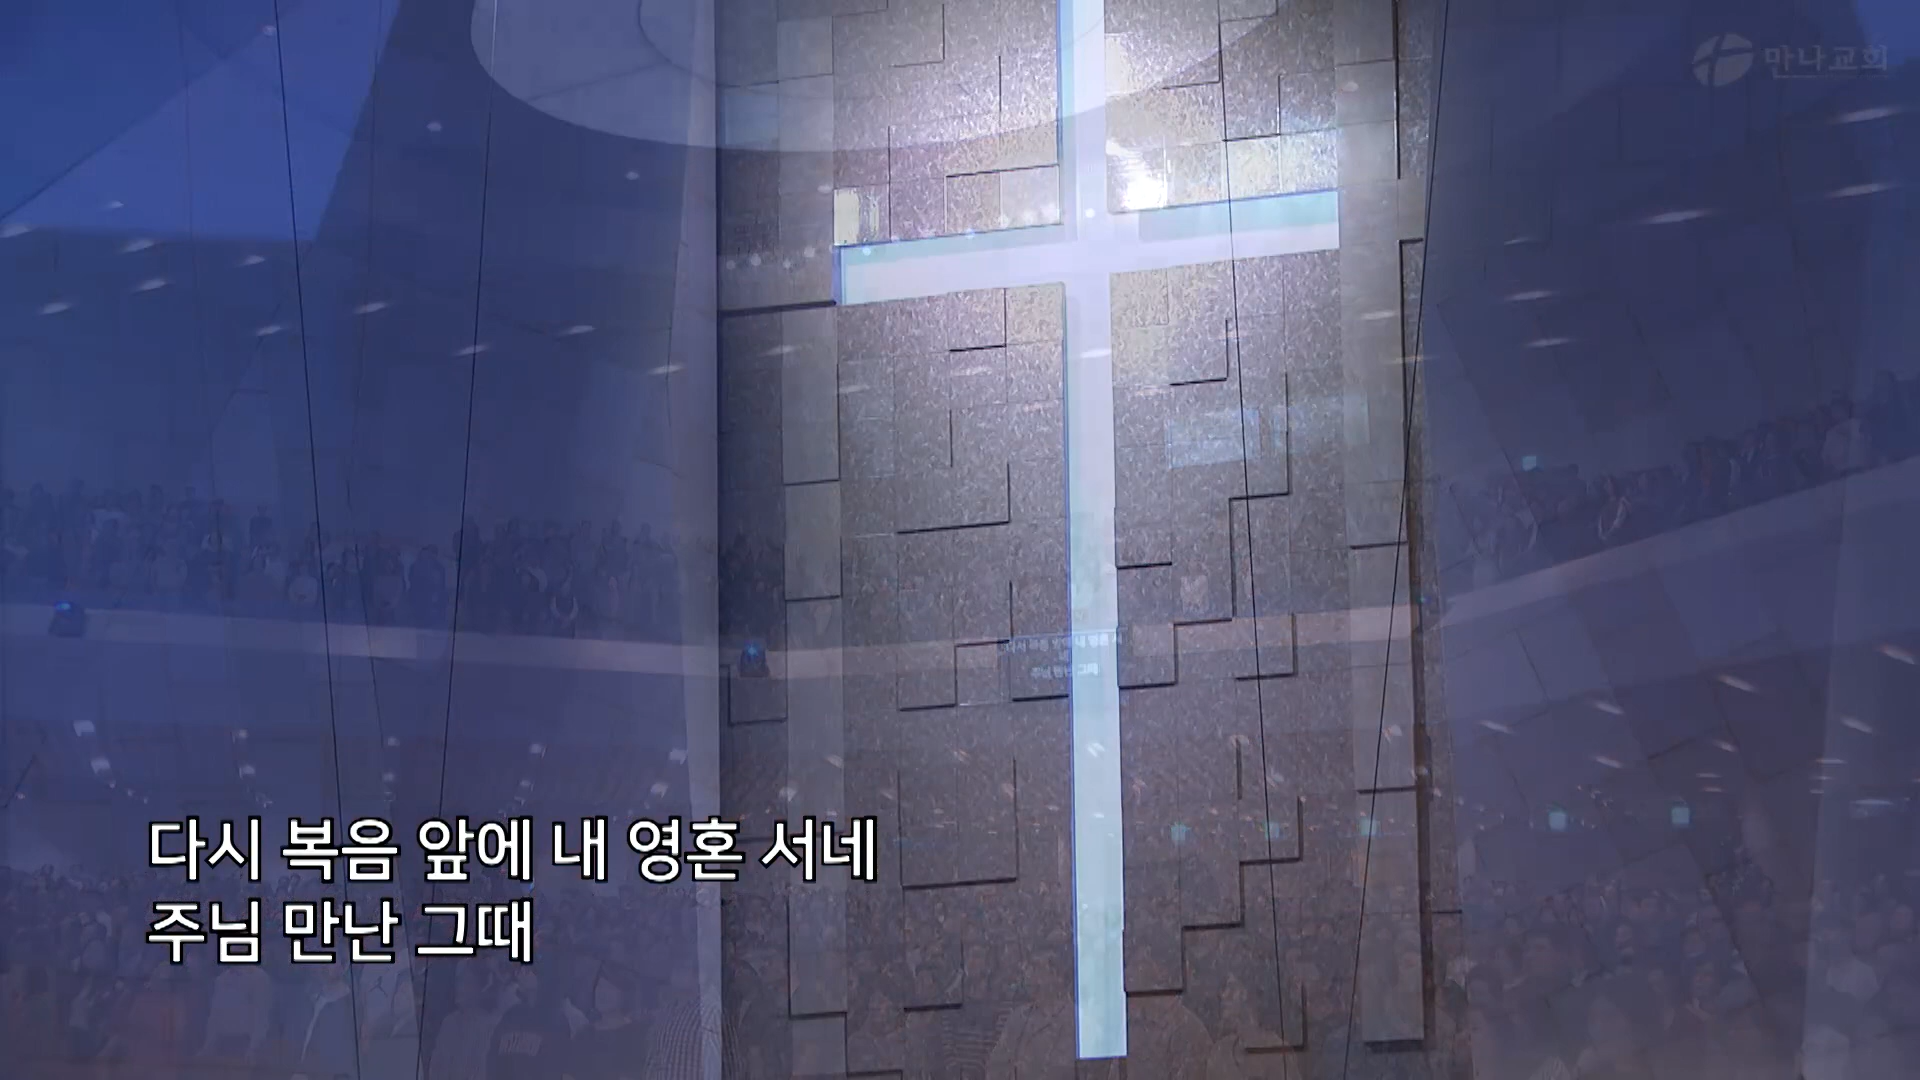 만나교회
다시 복음 앞에 내 영혼 서네
주님 만난 그때